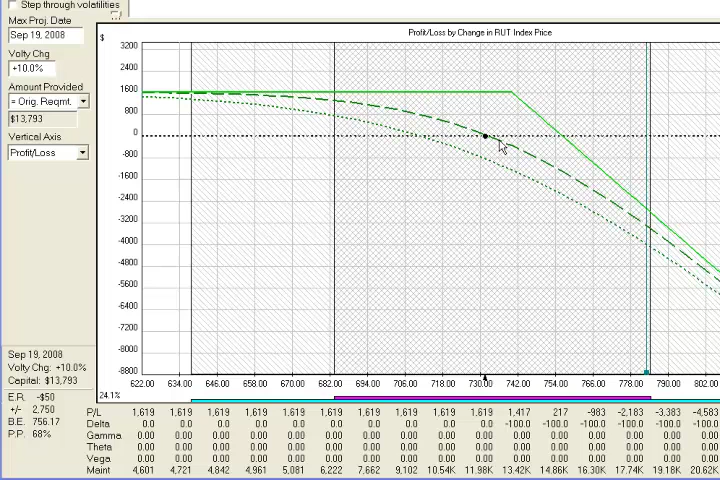 Step through volatilities
Max Proj. Date
Sep 19, 2008
Volty Chg
+10.0%
Amount Provided
= Orig. Reqmt.
$13,793
Vertical Axis
Profit/Loss
Profit/Loss by Change in RUT Index Price
$
3200
2400
1600
800
0
-800
-1600
-2400
-3200
-4000
-4800
-5600
-6400
-7200
-8000
-8800
622.00 634.00 646.00 658.00 670.00 682.00 694.00 706.00 718.00 730.00 742.00 754.00 766.00 778.00 790.00 802.00
24.1%
Sep 19, 2008
Volty Chg: +10.0%
Capital: $13,793
E.R. -$50
+/- 2,750
B.E. 756.17
P.P. 68%
P/L 1,619 1,619 1,619 1,619 1,619 1,619 1,619 1,619 1,619 1,619 1,417 217 -983 -2,183 -3,383 -4,583
Delta 0.0 0.0 0.0 0.0 0.0 0.0 0.0 0.0 0.0 0.0 -100.0 -100.0 -100.0 -100.0 -100.0 -100.0
Gamma 0.00 0.00 0.00 0.00 0.00 0.00 0.00 0.00 0.00 0.00 0.00 0.00 0.00 0.00 0.00 0.00
Theta 0.00 0.00 0.00 0.00 0.00 0.00 0.00 0.00 0.00 0.00 0.00 0.00 0.00 0.00 0.00 0.00
Vega 0.00 0.00 0.00 0.00 0.00 0.00 0.00 0.00 0.00 0.00 0.00 0.00 0.00 0.00 0.00 0.00
Maint 4,601 4,721 4,842 4,961 5,081 6,222 7,662 9,102 10.54K 11.98K 13.42K 14.86K 16.30K 17.74K 19.18K 20.62K